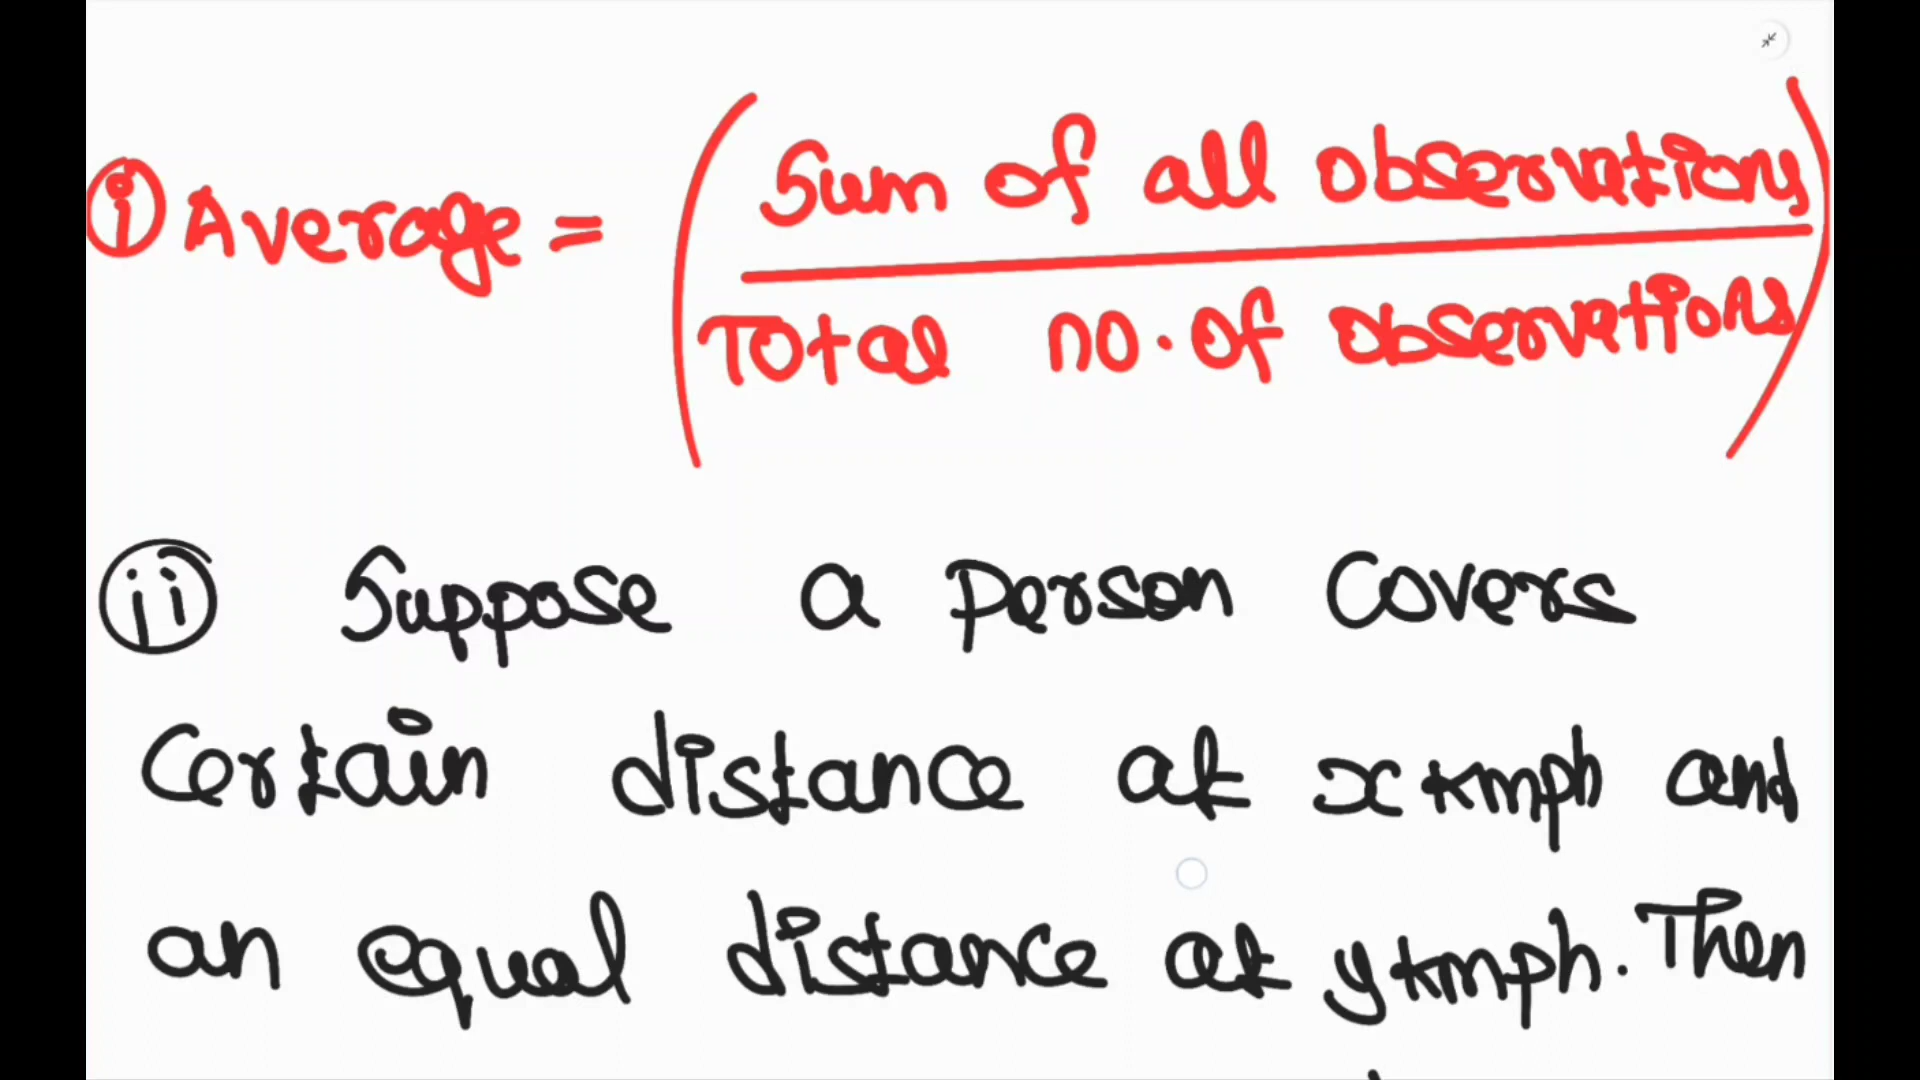 i Average = (Sum of all observations
Total no. of observations)
ii Suppose a person covers
certain distance at x kmph and
an equal distance at y kmph. Then